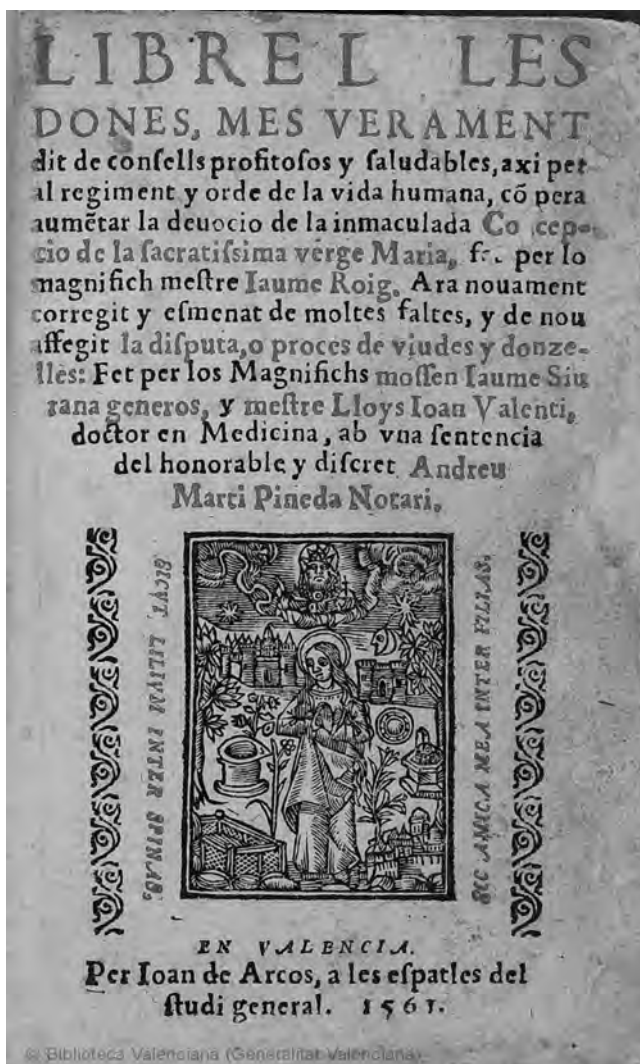 LIBRE L LES
DONES, MES VERAMENT
dit de conſells profitoſos y ſaludables, axi per
al regiment y orde de la vida humana, cõ pera
aumẽtar la deuocio de la inmaculada Co cep-
cio de la ſacratiſsima verge Maria, per lo
magnifich meſtre Iaume Roig. Ara nouament
corregit y eſmenat de moltes faltes, y de nou
affegit la diſputa, o proces de viudes y donze-
lles: Fet per los Magnifichs moſſen Iaume Siu
rana generos, y meſtre Lloys Ioan Valenti,
doctor en Medicina, ab vna ſentencia
del honorable y diſcret Andreu
Marti Pineda Notari.
SICVT LILIVM INTER SPINAS,
SIC AMICA MEA INTER FILIAS.
EN VALENCIA.
Per Ioan de Arcos, a les eſpatles del
ſtudi general. 1561.
© Biblioteca Valenciana (Generalitat Valenciana)